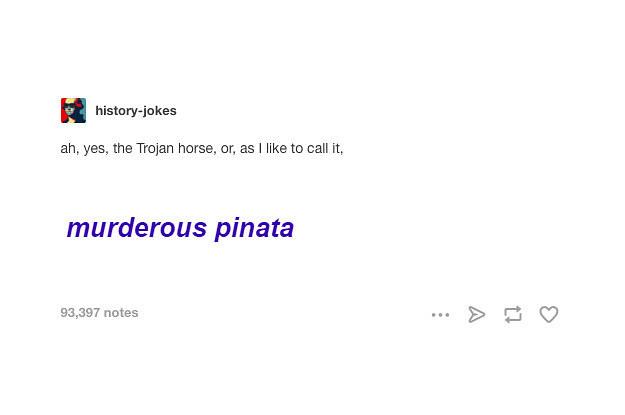 history-jokes
ah, yes, the Trojan horse, or, as I like to call it,
murderous pinata
93,397 notes